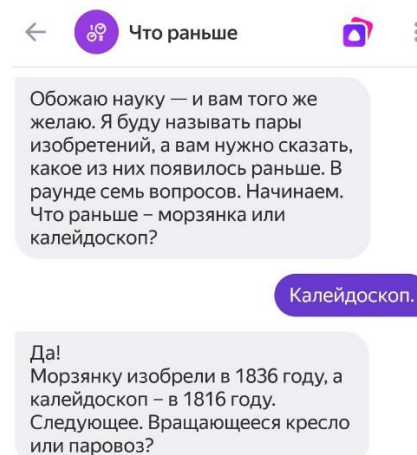 Что раньше
Обожаю науку — и вам того же
желаю. Я буду называть пары
изобретений, а вам нужно сказать,
какое из них появилось раньше. В
раунде семь вопросов. Начинаем.
Что раньше – морзянка или
калейдоскоп?
Калейдоскоп.
Да!
Морзянку изобрели в 1836 году, а
калейдоскоп – в 1816 году.
Следующее. Вращающееся кресло
или паровоз?